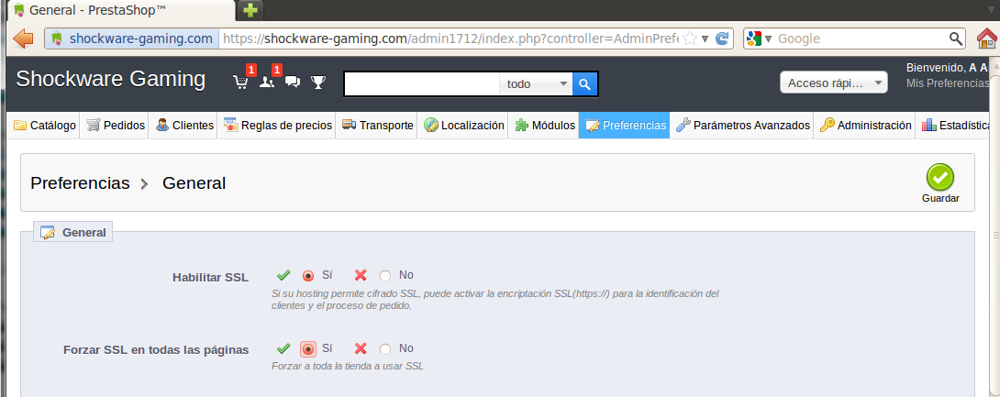 General - PrestaShop™
shockware-gaming.com https://shockware-gaming.com/admin1712/index.php?controller=AdminPrefe Google
Shockware Gaming 1 1 todo Acceso rápi... Bienvenido, A A
Mis Preferencias
Catálogo Pedidos Clientes Reglas de precios Transporte Localización Módulos Preferencias Parámetros Avanzados Administración Estadística
Preferencias > General
Guardar
General
Habilitar SSL Sí No
Si su hosting permite cifrado SSL, puede activar la encriptación SSL(https://) para la identificación del
clientes y el proceso de pedido.
Forzar SSL en todas las páginas Sí No
Forzar a toda la tienda a usar SSL